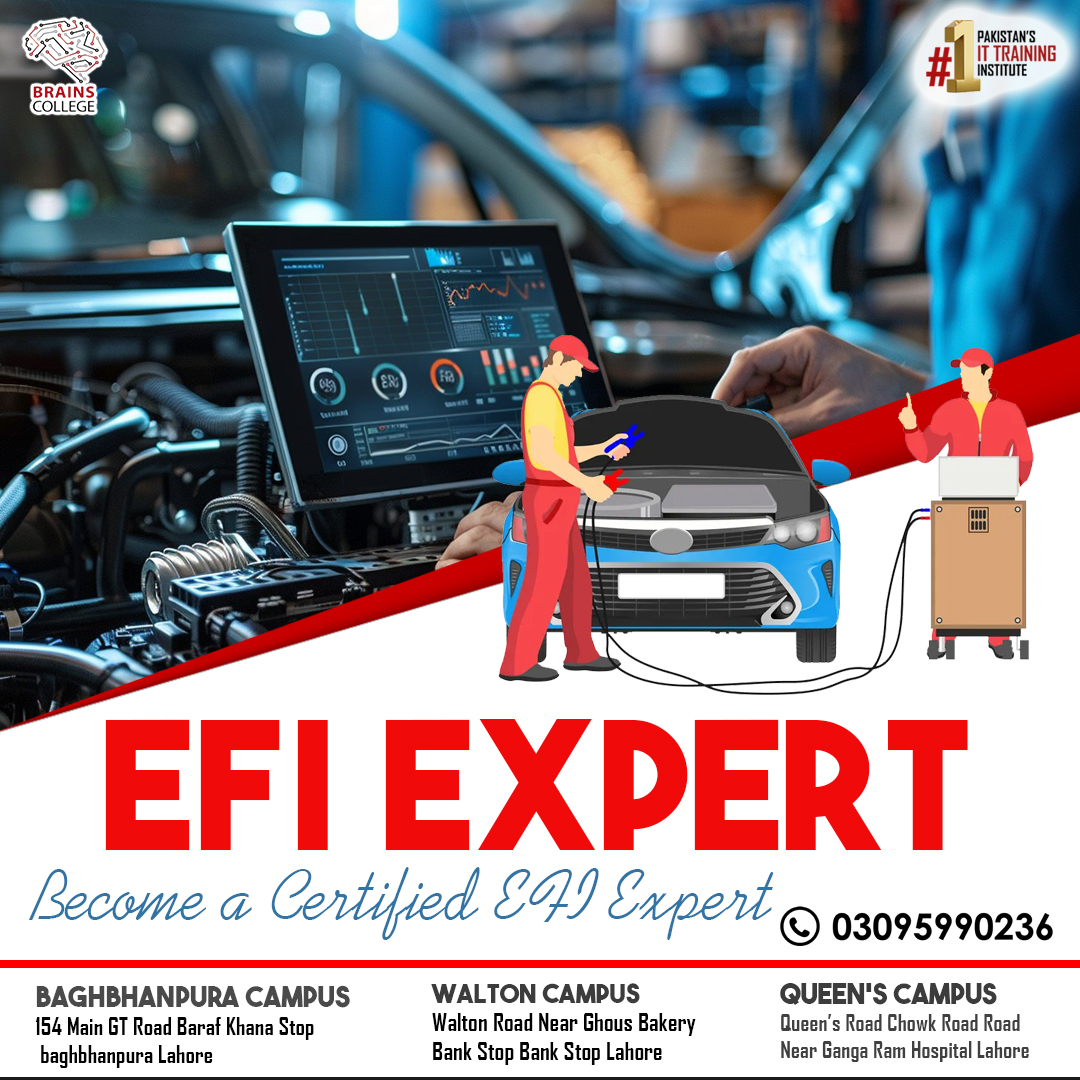 BRAINS
COLLEGE
#1 PAKISTAN'S
IT TRAINING
INSTITUTE
EFI EXPERT
Become a Certified EFI Expert
03095990236
BAGHBHANPURA CAMPUS
154 Main GT Road Baraf Khana Stop
baghbhanpura Lahore
WALTON CAMPUS
Walton Road Near Ghous Bakery
Bank Stop Bank Stop Lahore
QUEEN'S CAMPUS
Queen's Road Chowk Road Road
Near Ganga Ram Hospital Lahore